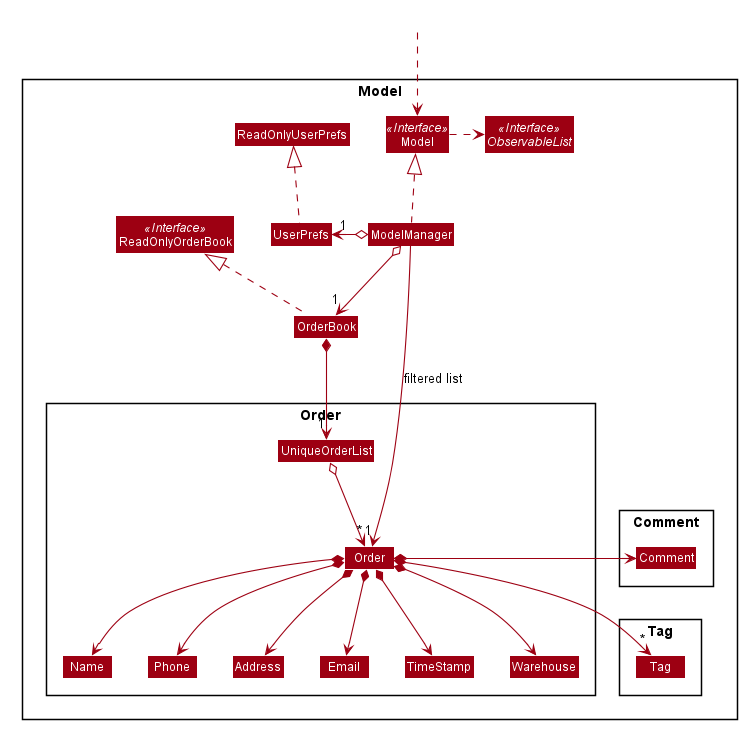 Model
ReadOnlyUserPrefs
«Interface»
Model
«Interface»
ObservableList
«Interface»
ReadOnlyOrderBook
UserPrefs
1
ModelManager
1
OrderBook
filtered list
Order
1
UniqueOrderList
* 1
Order
Comment
Comment
Name
Phone
Address
Email
TimeStamp
Warehouse
Tag
*
Tag